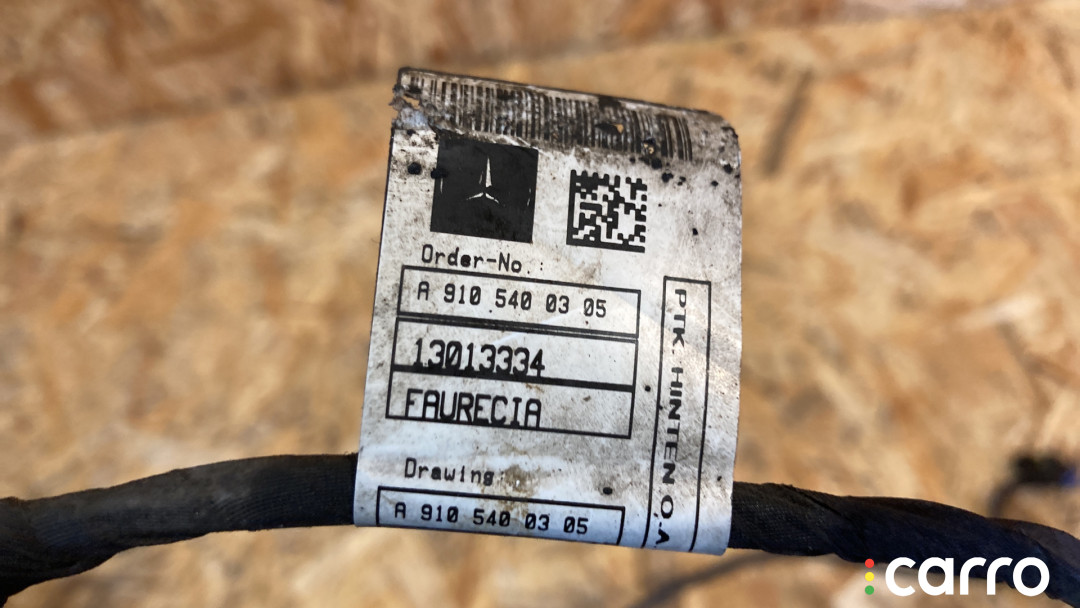 Order-No.:
A 910 540 03 05
13013334
FAURECIA
Drawing:
A 910 540 03 05
PTK. HINTEN O.A.
carro